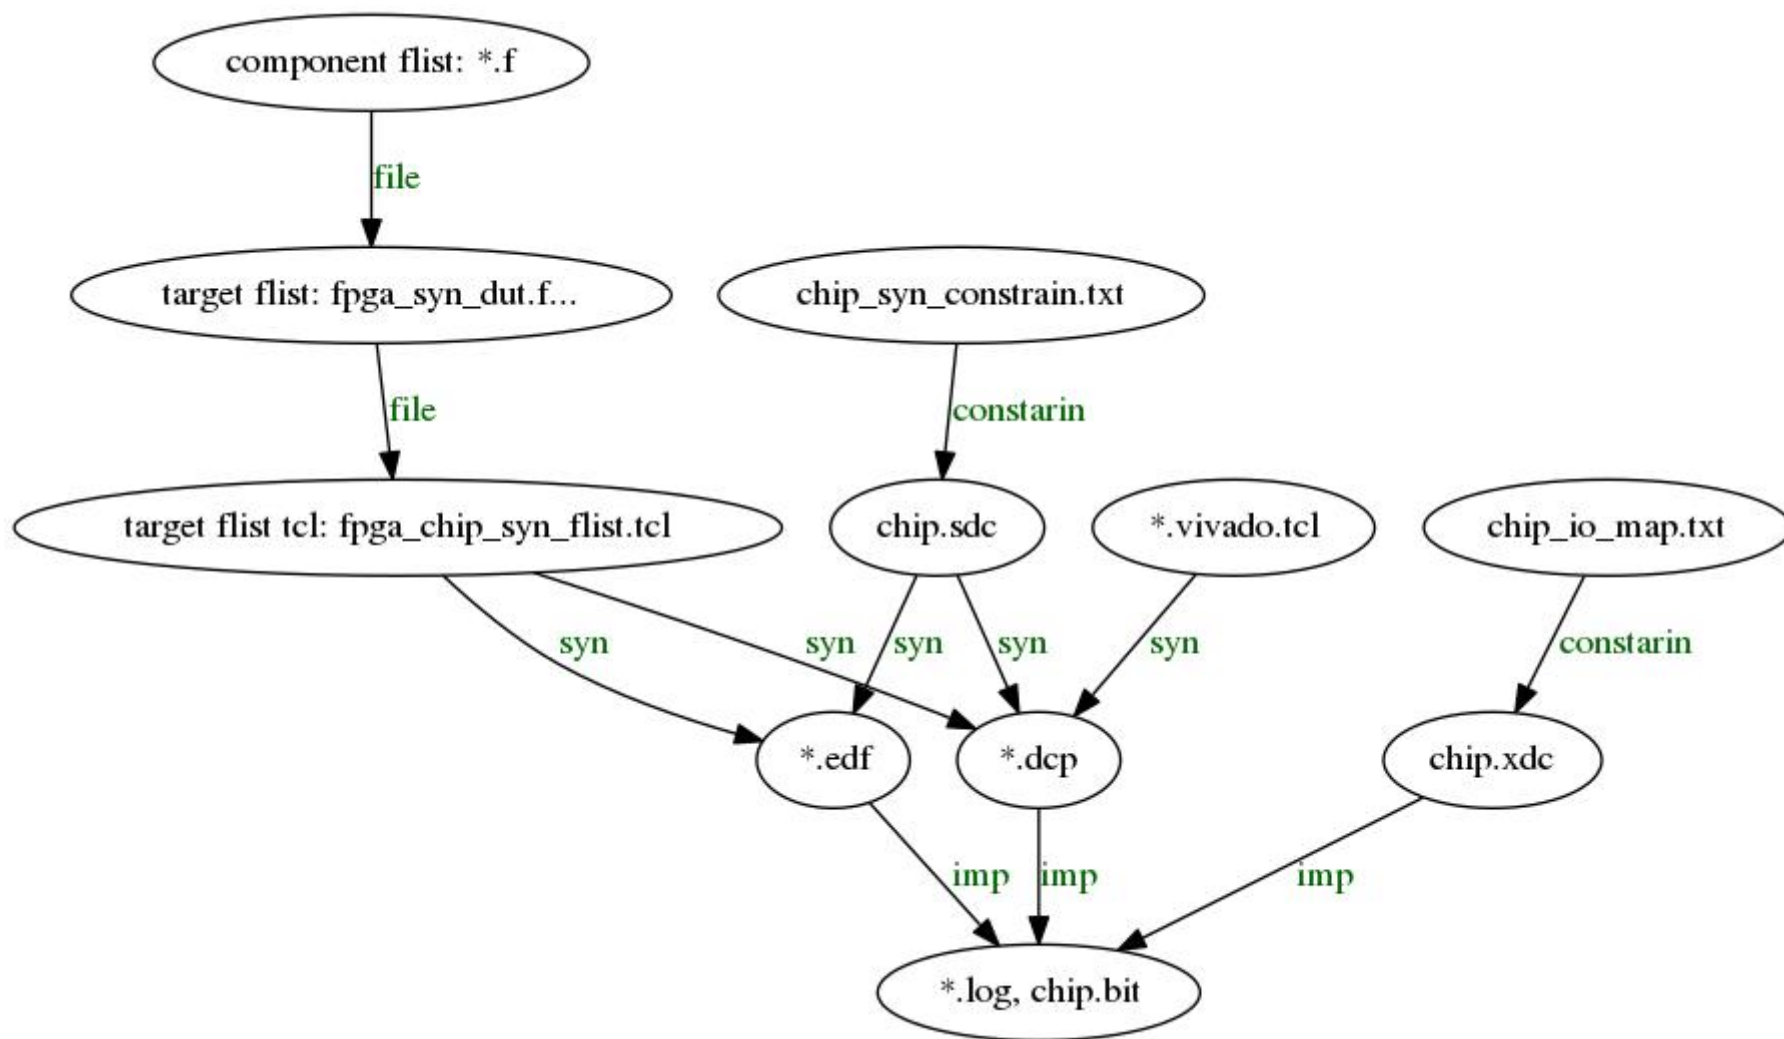 component flist: *.f
file
target flist: fpga_syn_dut.f...
chip_syn_constrain.txt
file
constarin
target flist tcl: fpga_chip_syn_flist.tcl
chip.sdc
*.vivado.tcl
chip_io_map.txt
syn
syn
syn
syn
syn
constarin
*.edf
*.dcp
chip.xdc
imp
imp
imp
*.log, chip.bit